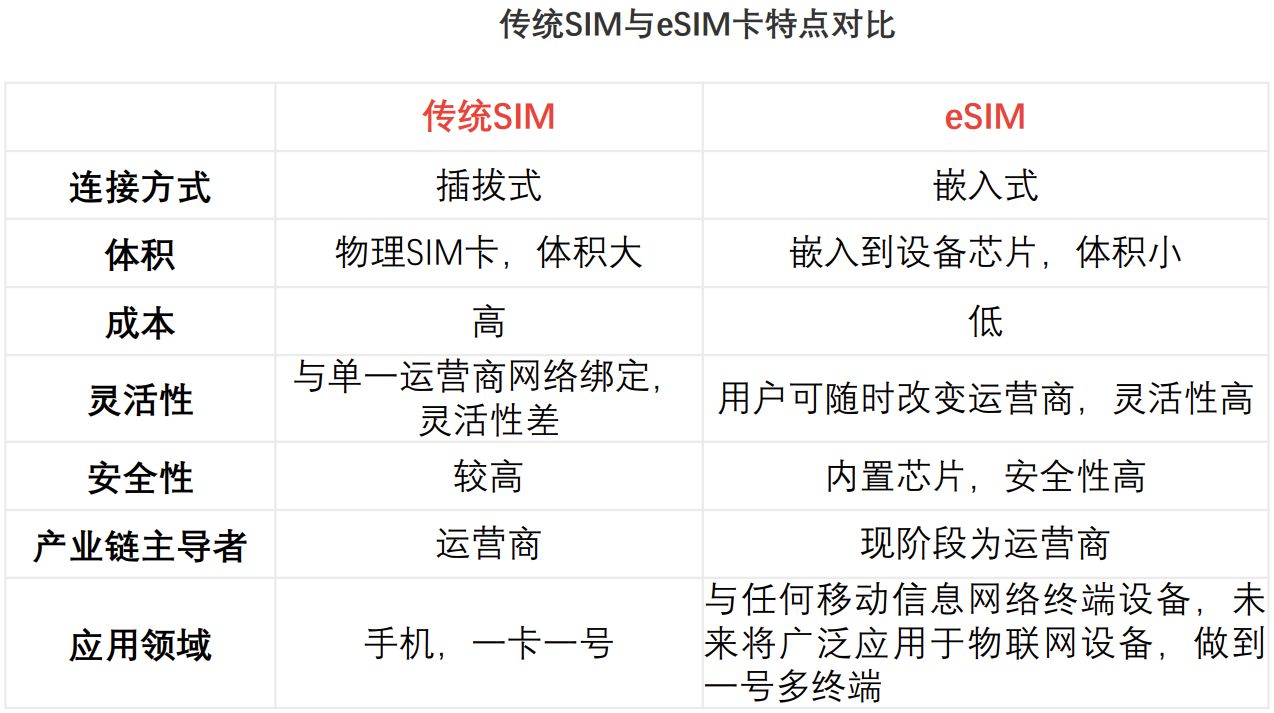 传统SIM与eSIM卡特点对比
传统SIM
eSIM
连接方式
插拔式
嵌入式
体积
物理SIM卡，体积大
嵌入到设备芯片，体积小
成本
高
低
灵活性
与单一运营商网络绑定，
灵活性差
用户可随时改变运营商，灵活性高
安全性
较高
内置芯片，安全性高
产业链主导者
运营商
现阶段为运营商
应用领域
手机，一卡一号
与任何移动信息网络终端设备，未
来将广泛应用于物联网设备，做到
一号多终端